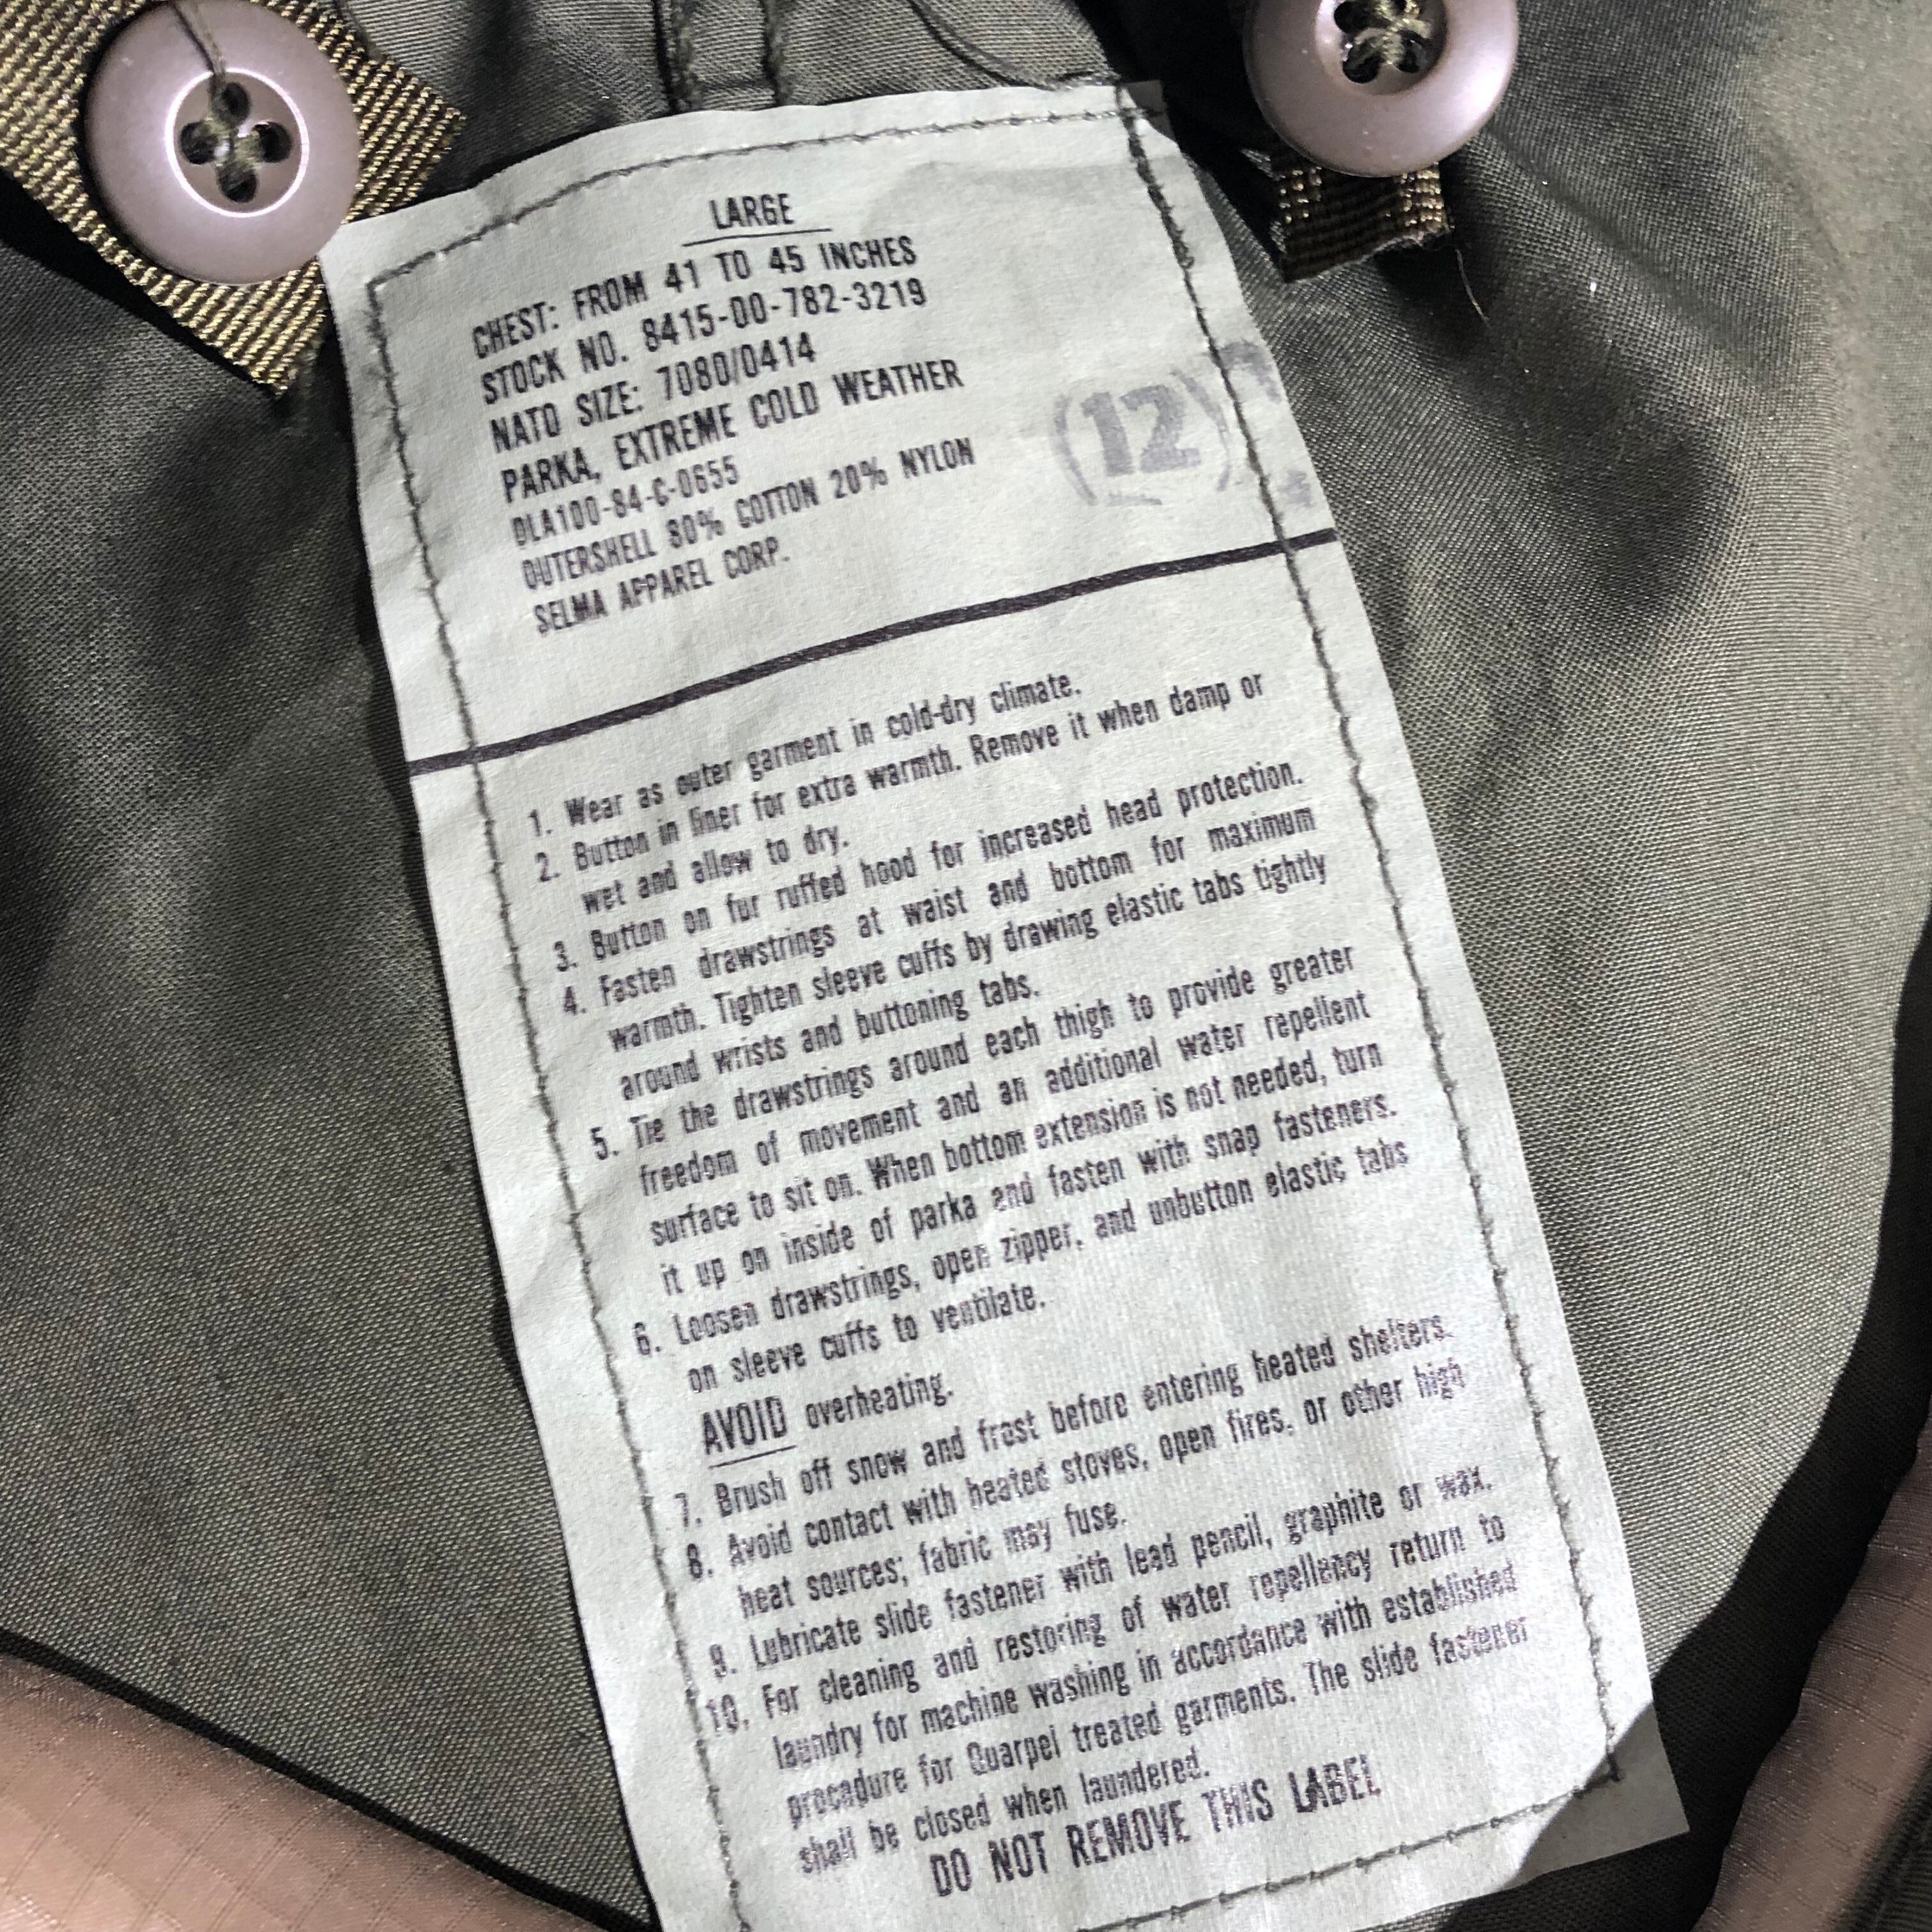 LARGE
CHEST: FROM 41 TO 45 INCHES
STOCK NO. 8415-00-782-3219
NATO SIZE: 7080/0414
PARKA, EXTREME COLD WEATHER
DLA100-84-C-0655
OUTERSHELL 80% COTTON 20% NYLON
SELMA APPAREL CORP.
(12)
1. Wear as outer garment in cold-dry climate.
2. Button in liner for extra warmth. Remove it when damp or
wet and allow to dry.
3. Button on fur ruffed hood for increased head protection.
4. Fasten drawstrings at waist and bottom for maximum
warmth. Tighten sleeve cuffs by drawing elastic tabs tightly
around wrists and buttoning tabs.
5. Tie the drawstrings around each thigh to provide greater
freedom of movement and an additional water repellent
surface to sit on. When bottom extension is not needed, turn
it up on inside of parka and fasten with snap fasteners.
6. Loosen drawstrings, open zipper, and unbutton elastic tabs
on sleeve cuffs to ventilate.
AVOID overheating.
7. Brush off snow and frost before entering heated shelters.
8. Avoid contact with heated stoves, open fires, or other high
heat sources; fabric may fuse.
9. Lubricate slide fastener with lead pencil, graphite or wax.
10. For cleaning and restoring of water repellency return to
laundry for machine washing in accordance with established
procedure for Quarpel treated garments. The slide fastener
shall be closed when laundered.
DO NOT REMOVE THIS LABEL